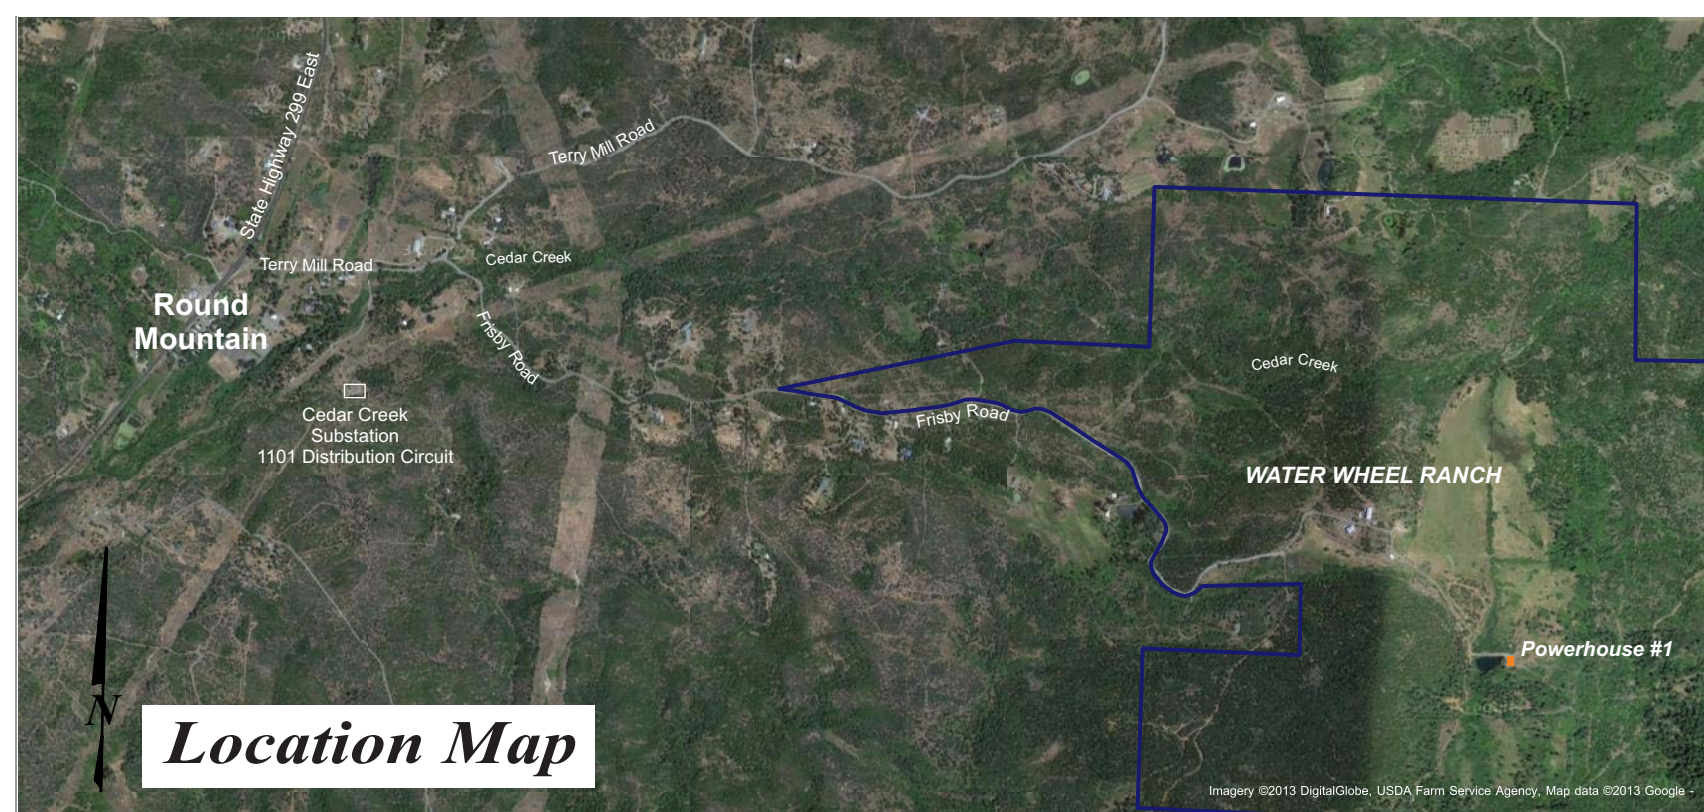 State Highway 299 East
Terry Mill Road
Terry Mill Road
Cedar Creek
Round
Mountain
Frisby Road
Cedar Creek
Cedar Creek
Substation
1101 Distribution Circuit
Frisby Road
WATER WHEEL RANCH
Powerhouse #1
N
Location Map
Imagery ©2013 DigitalGlobe, USDA Farm Service Agency, Map data ©2013 Google -